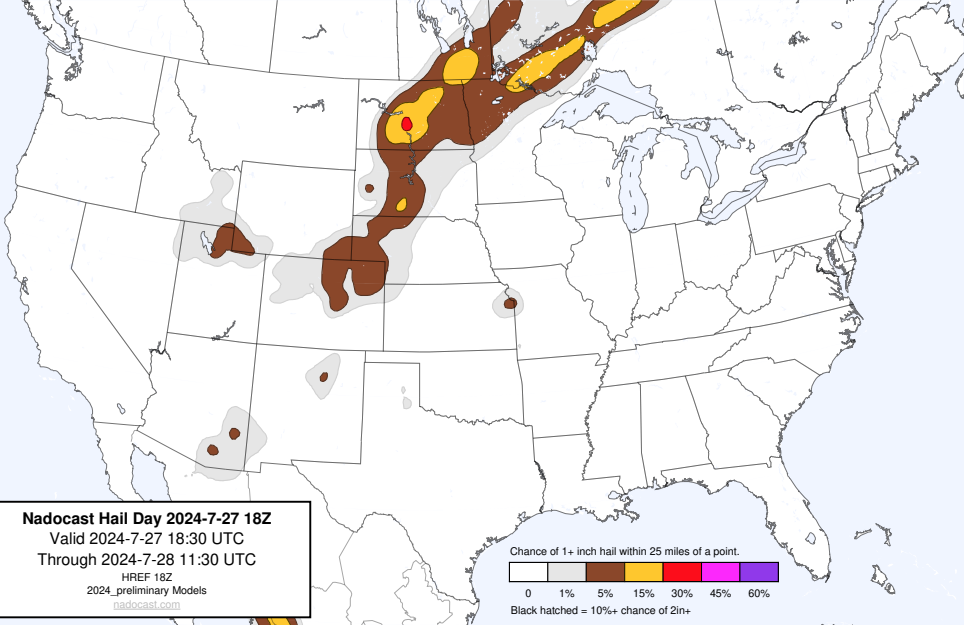 Nadocast Hail Day 2024-7-27 18Z
Valid 2024-7-27 18:30 UTC
Through 2024-7-28 11:30 UTC
HREF 18Z
2024_preliminary Models
nadocast.com
Chance of 1+ inch hail within 25 miles of a point.
0 1% 5% 15% 30% 45% 60%
Black hatched = 10%+ chance of 2in+